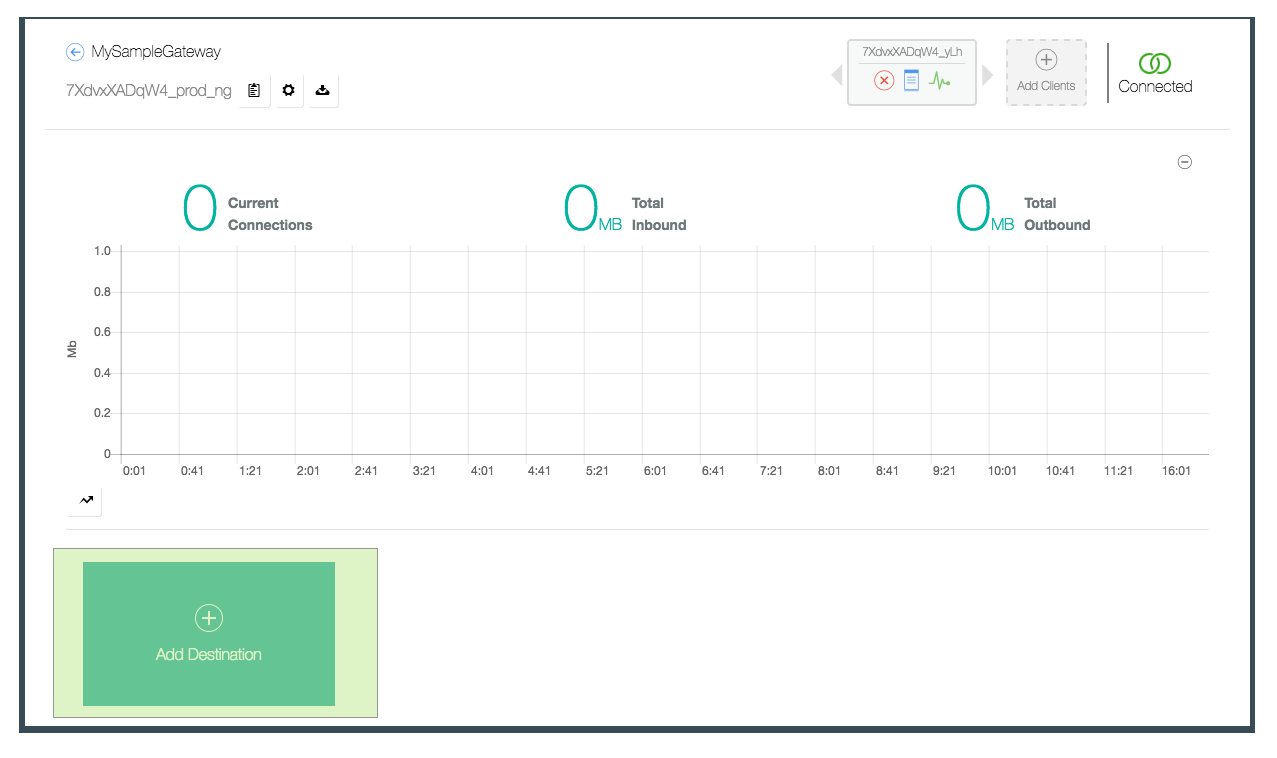 MySampleGateway
7XdvxXADqW4_prod_ng
7XdvxXADqW4_yLh
Add Clients
Connected
0 Current
Connections
0 MB Total
Inbound
0 MB Total
Outbound
Mb
1.0
0.8
0.6
0.4
0.2
0
0:01 0:41 1:21 2:01 2:41 3:21 4:01 4:41 5:21 6:01 6:41 7:21 8:01 8:41 9:21 10:01 10:41 11:21 16:01
Add Destination